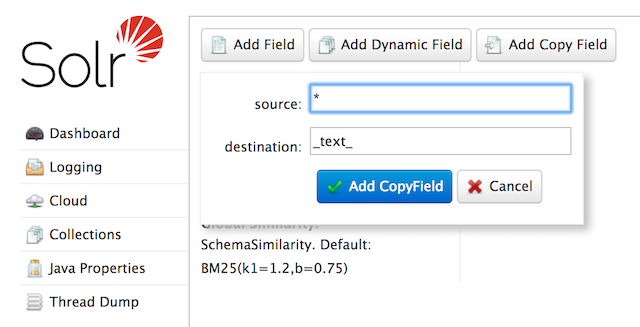 Solr
Add Field
Add Dynamic Field
Add Copy Field
source: *
destination: _text_
Add CopyField
Cancel
Dashboard
Logging
Cloud
Collections
Java Properties
Thread Dump
Global Similarity:
SchemaSimilarity. Default:
BM25(k1=1.2,b=0.75)